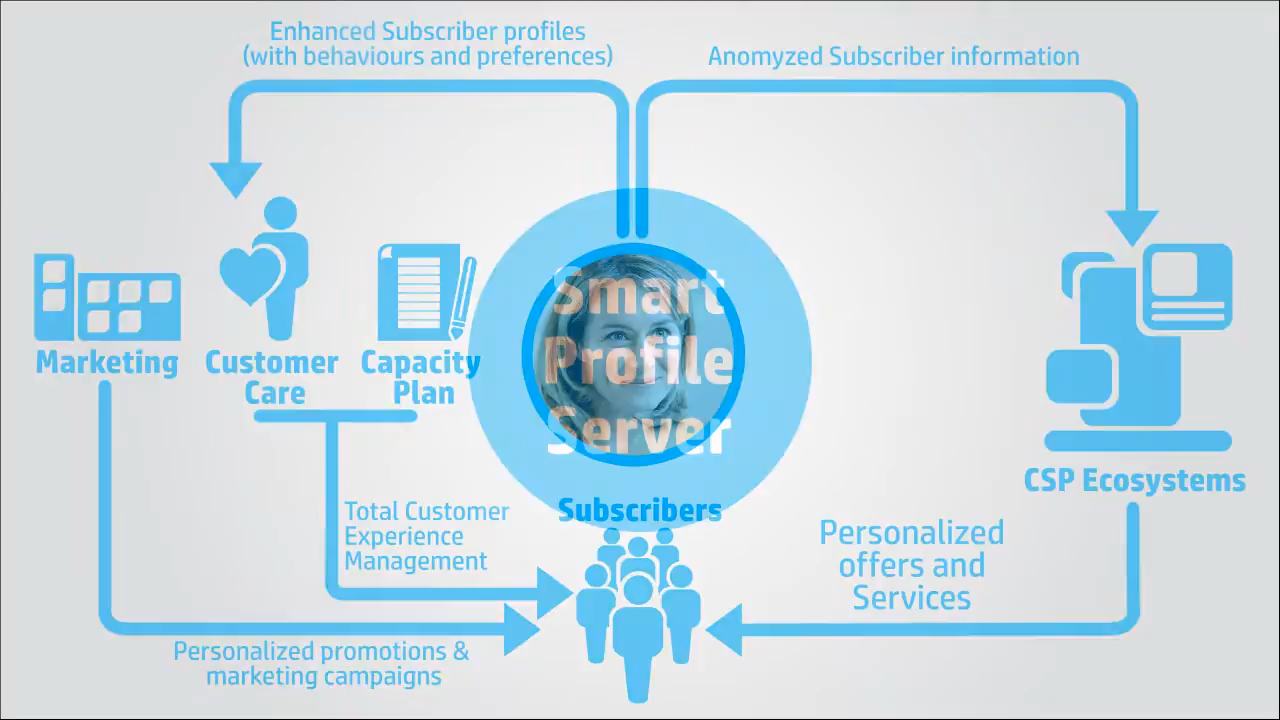 Enhanced Subscriber profiles
(with behaviours and preferences)
Anomyzed Subscriber information
Smart
Profile
Server
Marketing
Customer
Care
Capacity
Plan
CSP Ecosystems
Subscribers
Total Customer
Experience
Management
Personalized
offers and
Services
Personalized promotions &
marketing campaigns